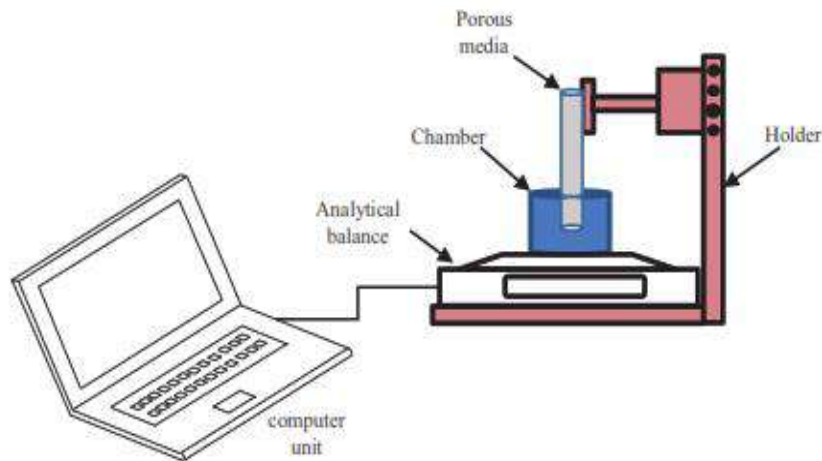 Porous
media
Chamber
Holder
Analytical
balance
computer
unit